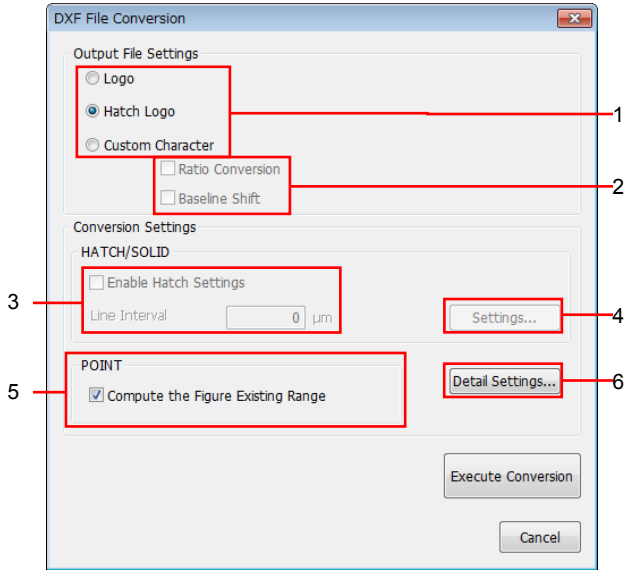 DXF File Conversion
Output File Settings
Logo
Hatch Logo
1
Custom Character
Ratio Conversion
2
Baseline Shift
Conversion Settings
HATCH/SOLID
Enable Hatch Settings
3
Line Interval 0 μm
Settings...
4
POINT
Detail Settings...
6
5
Compute the Figure Existing Range
Execute Conversion
Cancel